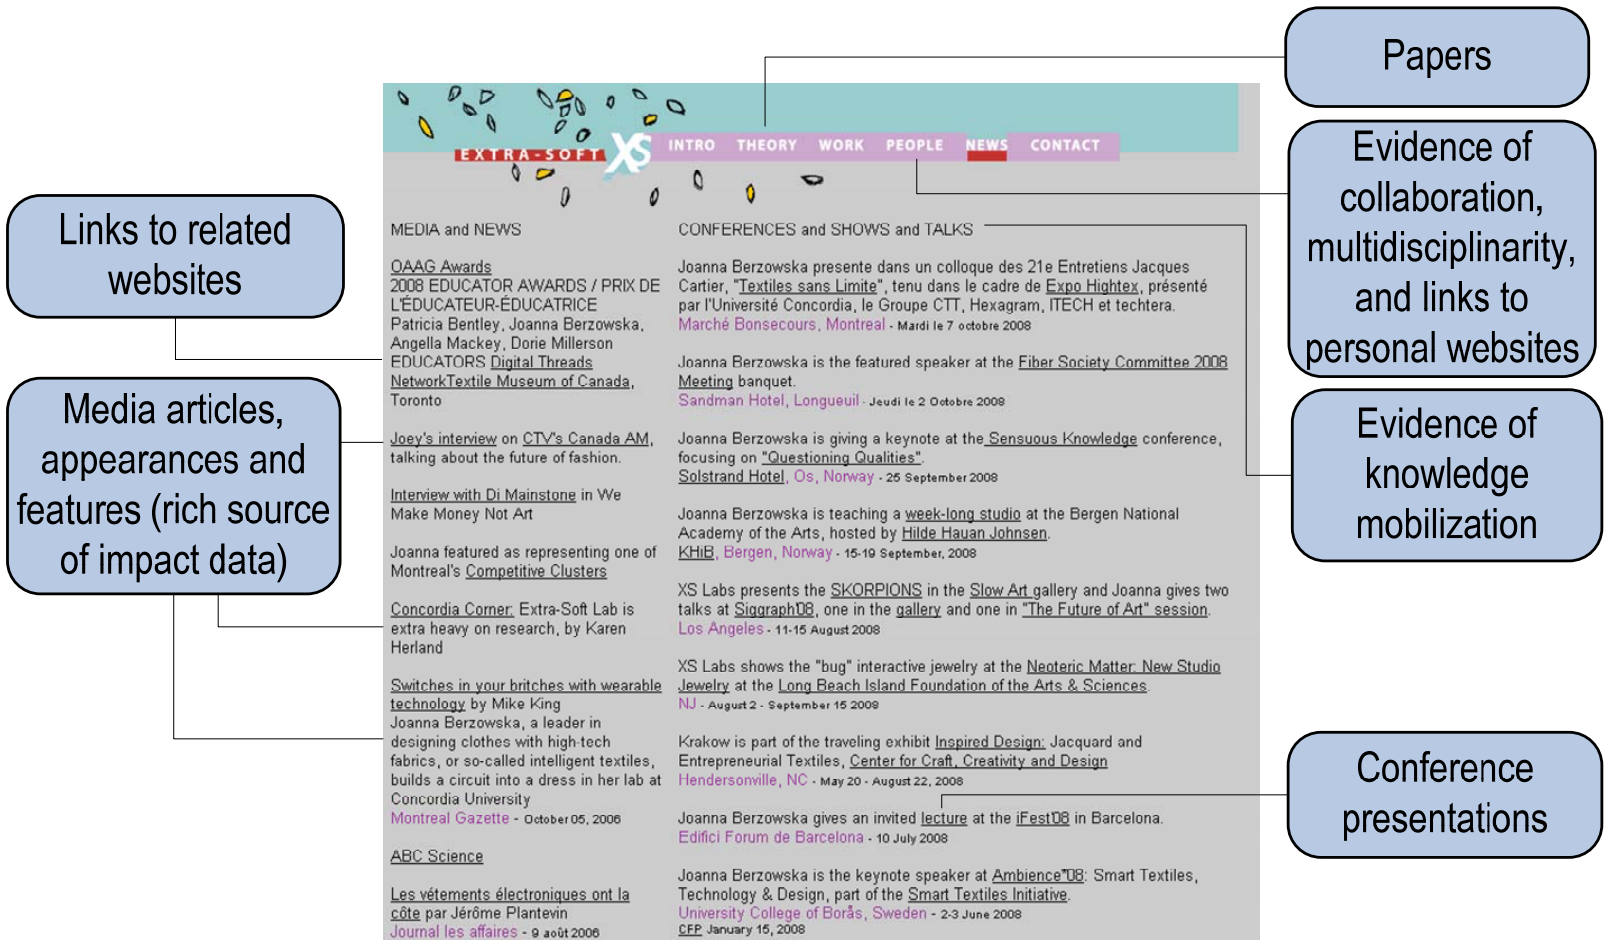 Papers
Evidence of
collaboration,
multidisciplinarity,
and links to
personal websites
Evidence of
knowledge
mobilization
Conference
presentations
Links to related
websites
Media articles,
appearances and
features (rich source
of impact data)
EXTRA-SOFT XS INTRO THEORY WORK PEOPLE NEWS CONTACT
MEDIA and NEWS
OAAG Awards
2008 EDUCATOR AWARDS / PRIX DE
L'ÉDUCATEUR-ÉDUCATRICE
Patricia Bentley, Joanna Berzowska,
Angella Mackey, Dorie Millerson
EDUCATORS Digital Threads
NetworkTextile Museum of Canada,
Toronto
Joey's interview on CTV's Canada AM,
talking about the future of fashion.
Interview with Di Mainstone in We
Make Money Not Art
Joanna featured as representing one of
Montreal's Competitive Clusters
Concordia Corner: Extra-Soft Lab is
extra heavy on research, by Karen
Herland
Switches in your britches with wearable
technology by Mike King
Joanna Berzowska, a leader in
designing clothes with high-tech
fabrics, or so-called intelligent textiles,
builds a circuit into a dress in her lab at
Concordia University
Montreal Gazette - October 05, 2006
ABC Science
Les vétements électroniques ont la
côte par Jérôme Plantevin
Journal les affaires - 9 août 2006
CONFERENCES and SHOWS and TALKS
Joanna Berzowska presente dans un colloque des 21e Entretiens Jacques
Cartier, "Textiles sans Limite", tenu dans le cadre de Expo Hightex, présenté
par l'Université Concordia, le Groupe CTT, Hexagram, ITECH et techtera.
Marché Bonsecours, Montreal - Mardi le 7 octobre 2008
Joanna Berzowska is the featured speaker at the Fiber Society Committee 2008
Meeting banquet.
Sandman Hotel, Longueuil - Jeudi le 2 Octobre 2008
Joanna Berzowska is giving a keynote at the Sensuous Knowledge conference,
focusing on "Questioning Qualities".
Solstrand Hotel, Os, Norway - 25 September 2008
Joanna Berzowska is teaching a week-long studio at the Bergen National
Academy of the Arts, hosted by Hilde Hauan Johnsen.
KHiB, Bergen, Norway - 15-19 September, 2008
XS Labs presents the SKORPIONS in the Slow Art gallery and Joanna gives two
talks at Siggraph'08, one in the gallery and one in "The Future of Art" session.
Los Angeles - 11-15 August 2008
XS Labs shows the "bug" interactive jewelry at the Neoteric Matter: New Studio
Jewelry at the Long Beach Island Foundation of the Arts & Sciences.
NJ - August 2 - September 15 2008
Krakow is part of the traveling exhibit Inspired Design: Jacquard and
Entrepreneurial Textiles, Center for Craft, Creativity and Design
Hendersonville, NC - May 20 - August 22, 2008
Joanna Berzowska gives an invited lecture at the iFest'08 in Barcelona.
Edifici Forum de Barcelona - 10 July 2008
Joanna Berzowska is the keynote speaker at Ambience"08: Smart Textiles,
Technology & Design, part of the Smart Textiles Initiative.
University College of Borås, Sweden - 2-3 June 2008
CFP January 15, 2008